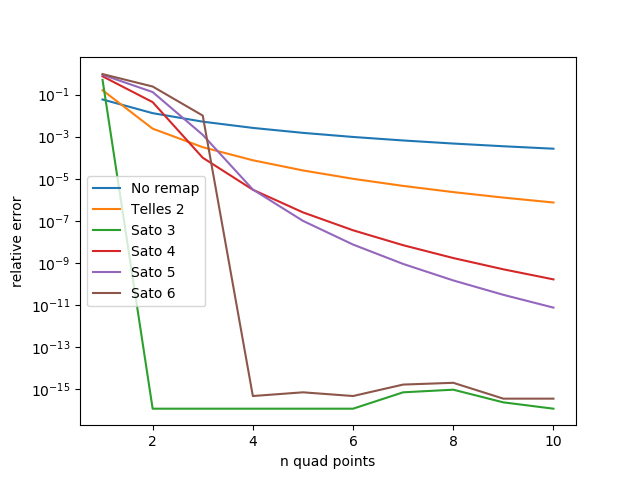 10⁻¹
10⁻³
10⁻⁵
10⁻⁷
10⁻⁹
10⁻¹¹
10⁻¹³
10⁻¹⁵
relative error
No remap
Telles 2
Sato 3
Sato 4
Sato 5
Sato 6
2 4 6 8 10
n quad points